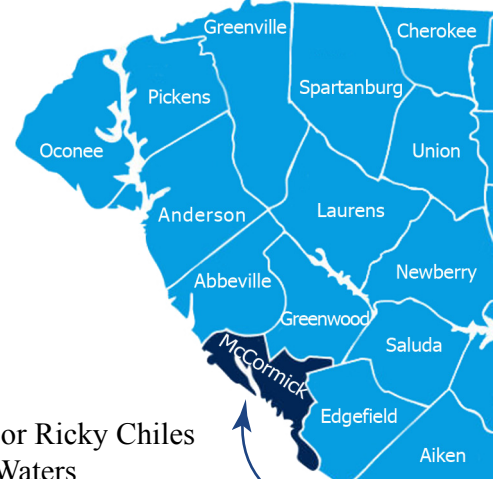 Greenville
Cherokee
Spartanburg
Pickens
Oconee
Union
Laurens
Anderson
Newberry
Abbeville
Greenwood
Saluda
McCormick
Edgefield
or Ricky Chiles
Aiken
Waters